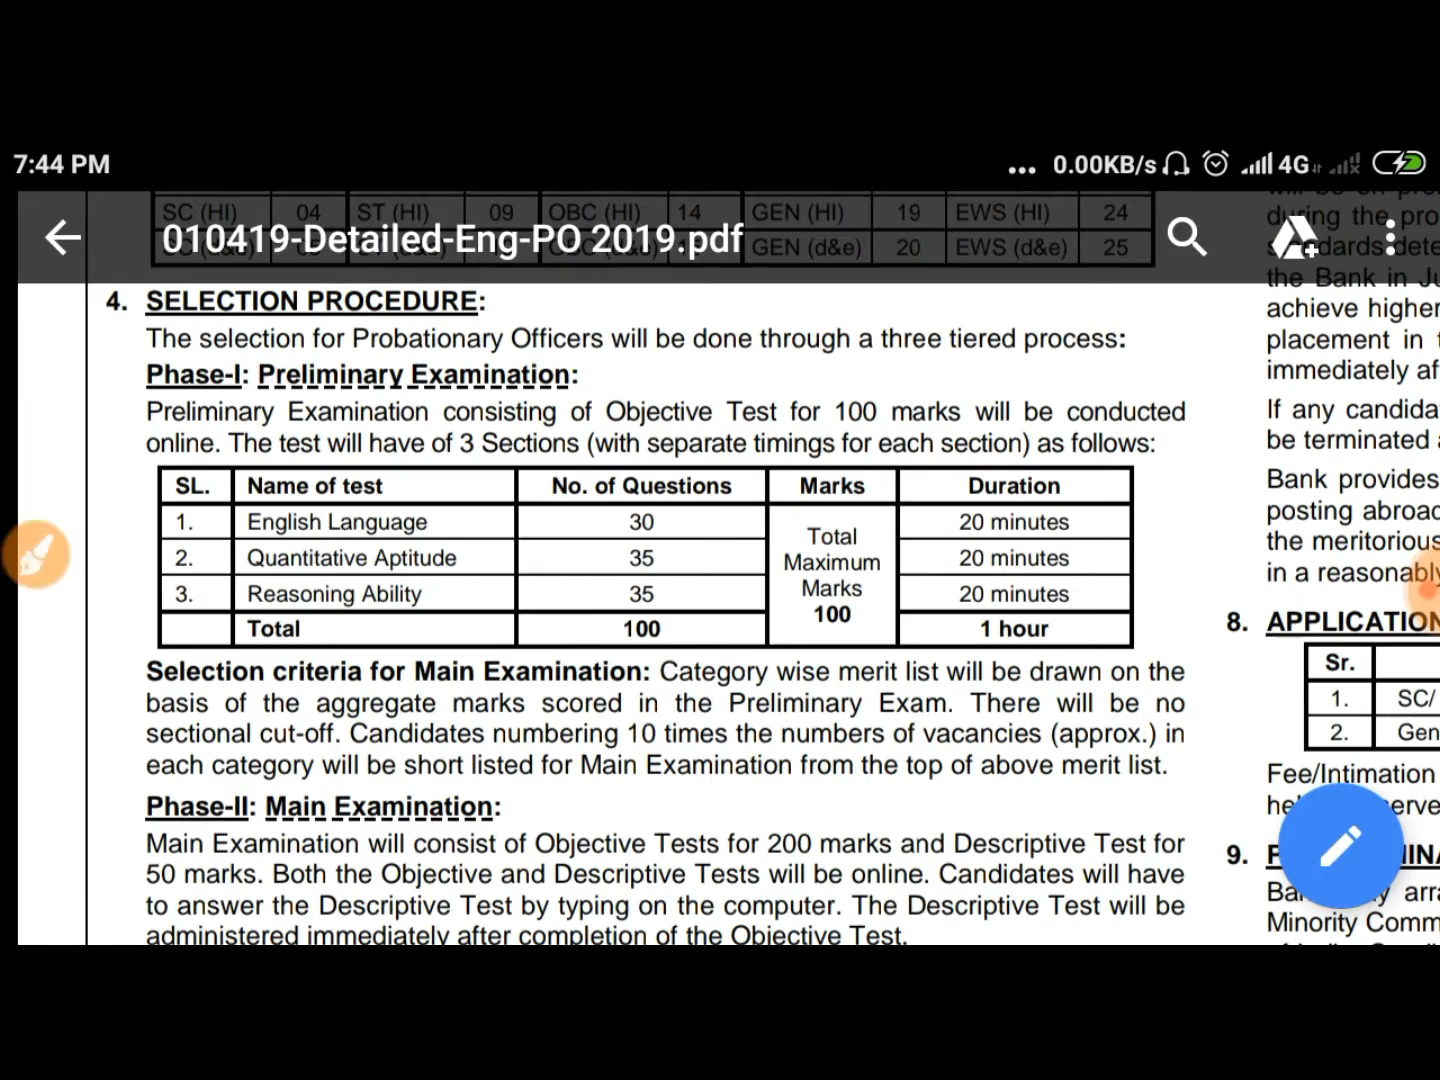 7:44 PM
... 0.00KB/s 4G
SC (HI) 04 ST (HI) 09 OBC (HI) 14 GEN (HI) 19 EWS (HI) 24
010419-Detailed-Eng-PO 2019.pdf
GEN (d&e) 20 EWS (d&e) 25
4. SELECTION PROCEDURE:
The selection for Probationary Officers will be done through a three tiered process:
Phase-I: Preliminary Examination:
Preliminary Examination consisting of Objective Test for 100 marks will be conducted
online. The test will have of 3 Sections (with separate timings for each section) as follows:
SL. Name of test No. of Questions Marks Duration
1. English Language 30 20 minutes
2. Quantitative Aptitude 35 20 minutes
3. Reasoning Ability 35 20 minutes
Total 100 1 hour
Total
Maximum
Marks
100
Selection criteria for Main Examination: Category wise merit list will be drawn on the
basis of the aggregate marks scored in the Preliminary Exam. There will be no
sectional cut-off. Candidates numbering 10 times the numbers of vacancies (approx.) in
each category will be short listed for Main Examination from the top of above merit list.
Phase-II: Main Examination:
Main Examination will consist of Objective Tests for 200 marks and Descriptive Test for
50 marks. Both the Objective and Descriptive Tests will be online. Candidates will have
to answer the Descriptive Test by typing on the computer. The Descriptive Test will be
administered immediately after completion of the Objective Test.
during the pro
the Bank in Ju
achieve higher
placement in
immediately af
If any candida
be terminated
Bank provides
posting abroad
the meritorious
in a reasonably
8. APPLICATION
Sr.
1. SC/
2. Gen
Fee/Intimation
9.
Minority Comm